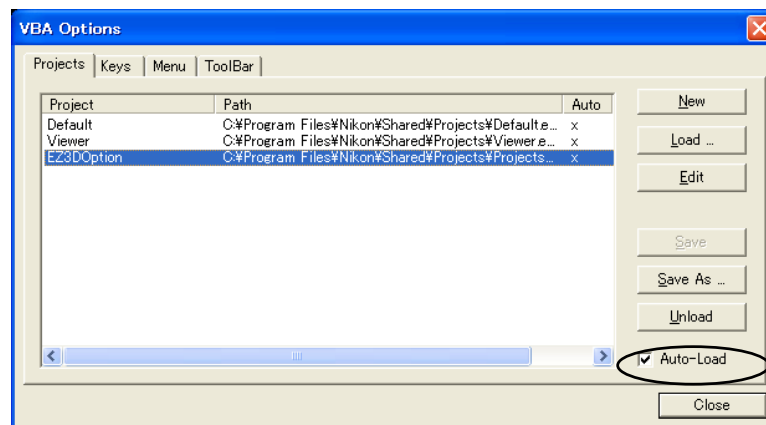 VBA Options
Projects Keys Menu ToolBar
Project Path Auto
Default C:¥Program Files¥Nikon¥Shared¥Projects¥Default.e... x
Viewer C:¥Program Files¥Nikon¥Shared¥Projects¥Viewer.e... x
EZ3DOption C:¥Program Files¥Nikon¥Shared¥Projects¥Projects... x
New
Load ...
Edit
Save
Save As ...
Unload
Auto-Load
Close